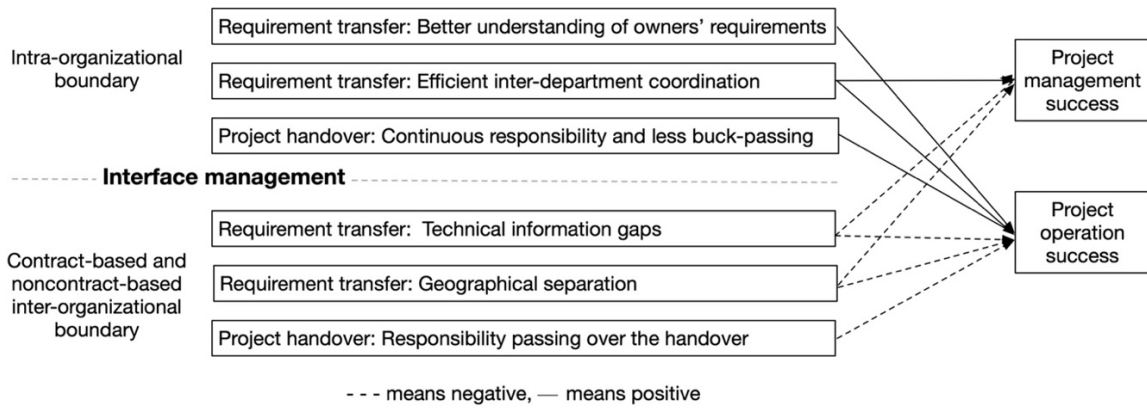 Intra-organizational
boundary
Requirement transfer: Better understanding of owners’ requirements
Requirement transfer: Efficient inter-department coordination
Project handover: Continuous responsibility and less buck-passing
Project
management
success
Interface management
Contract-based and
noncontract-based
inter-organizational
boundary
Requirement transfer: Technical information gaps
Requirement transfer: Geographical separation
Project handover: Responsibility passing over the handover
Project
operation
success
--- means negative, — means positive